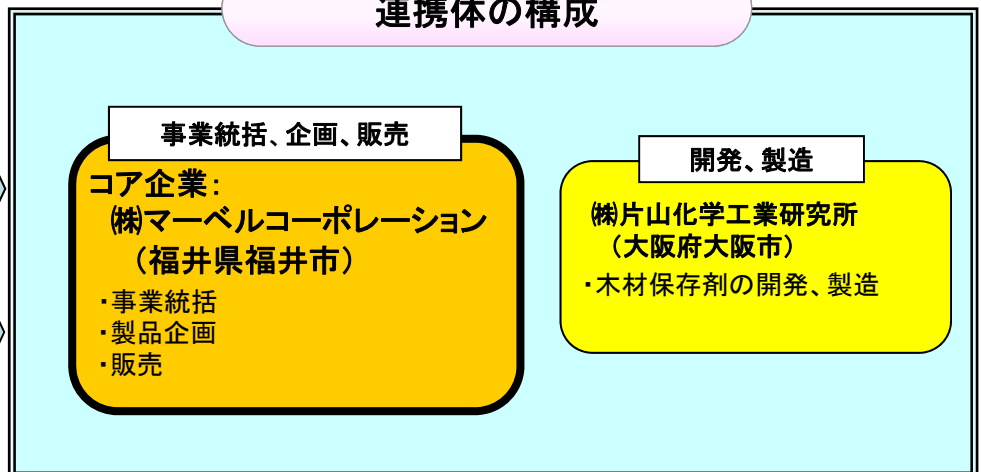 連携体の構成
事業統括、企画、販売
コア企業：
㈱マーベルコーポレーション
（福井県福井市）
・事業統括
・製品企画
・販売
開発、製造
㈱片山化学工業研究所
（大阪府大阪市）
・木材保存剤の開発、製造